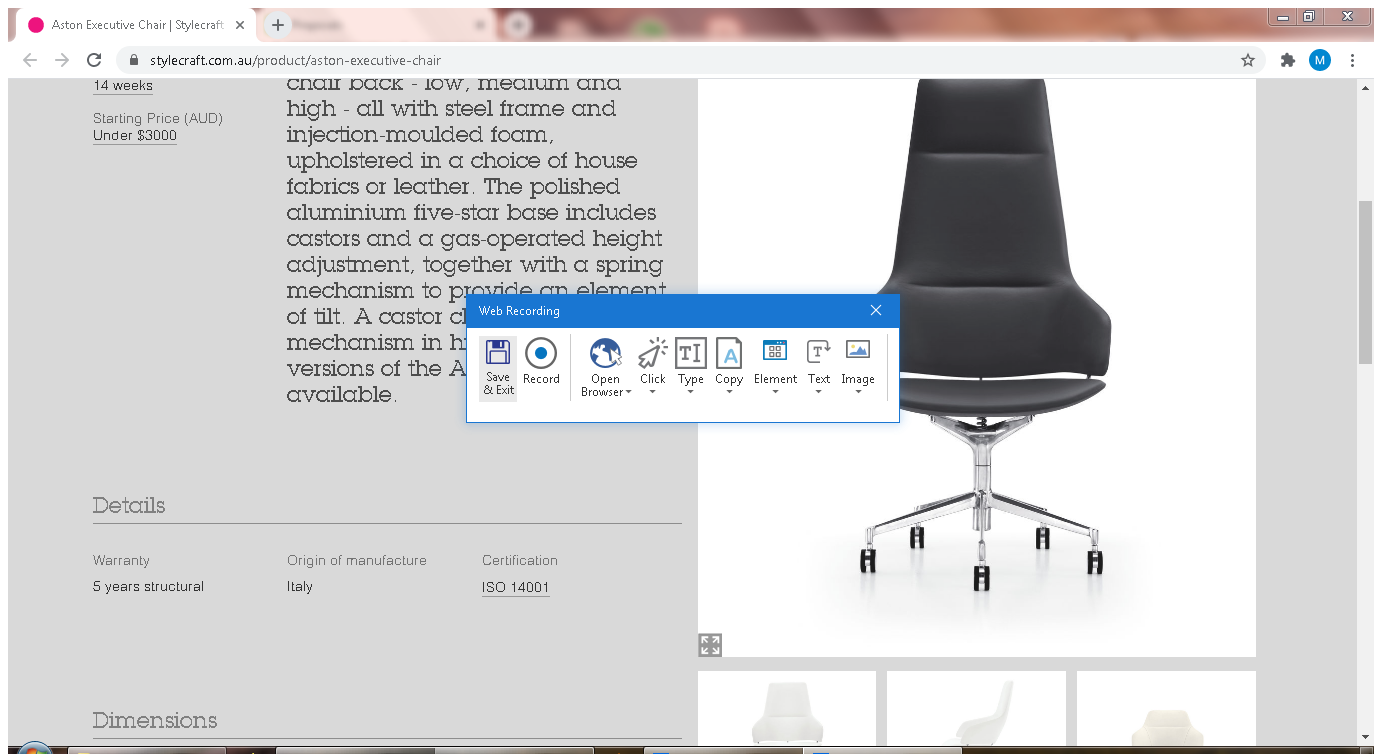 Aston Executive Chair | Stylecraft
stylecraft.com.au/product/aston-executive-chair
M
14 weeks
Starting Price (AUD)
Under $3000
chair back - low, medium and
high - all with steel frame and
injection-moulded foam,
upholstered in a choice of house
fabrics or leather. The polished
aluminium five-star base includes
castors and a gas-operated height
adjustment, together with a spring
mechanism to provide an element
of tilt. A castor
mechanism in
versions of the A
available.
Web Recording
Save
& Exit
Record
Open
Browser
Click
Type
Copy
Element
Text
Image
Details
Warranty
5 years structural
Origin of manufacture
Italy
Certification
ISO 14001
Dimensions